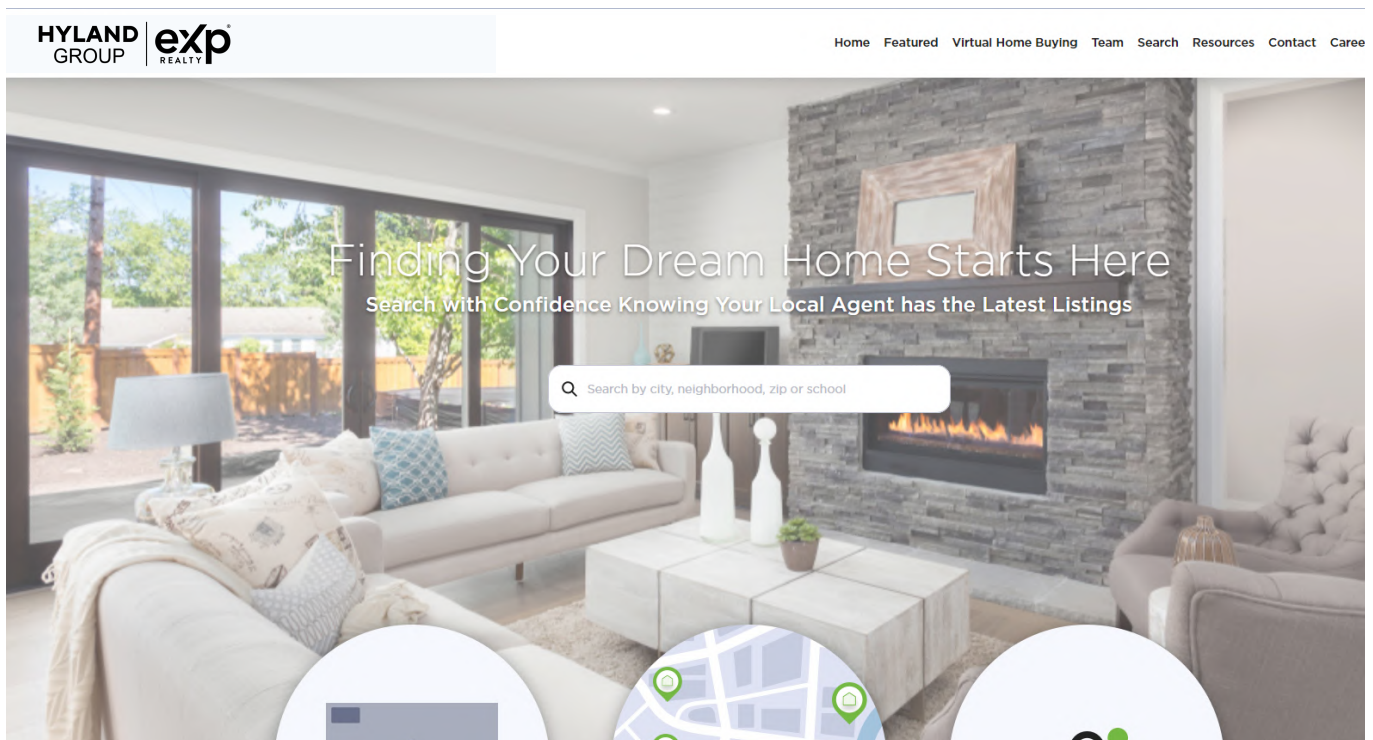 HYLAND
GROUP
eXp
REALTY
Home Featured Virtual Home Buying Team Search Resources Contact Caree
Finding Your Dream Home Starts Here
Search with Confidence Knowing Your Local Agent has the Latest Listings
Search by city, neighborhood, zip or school